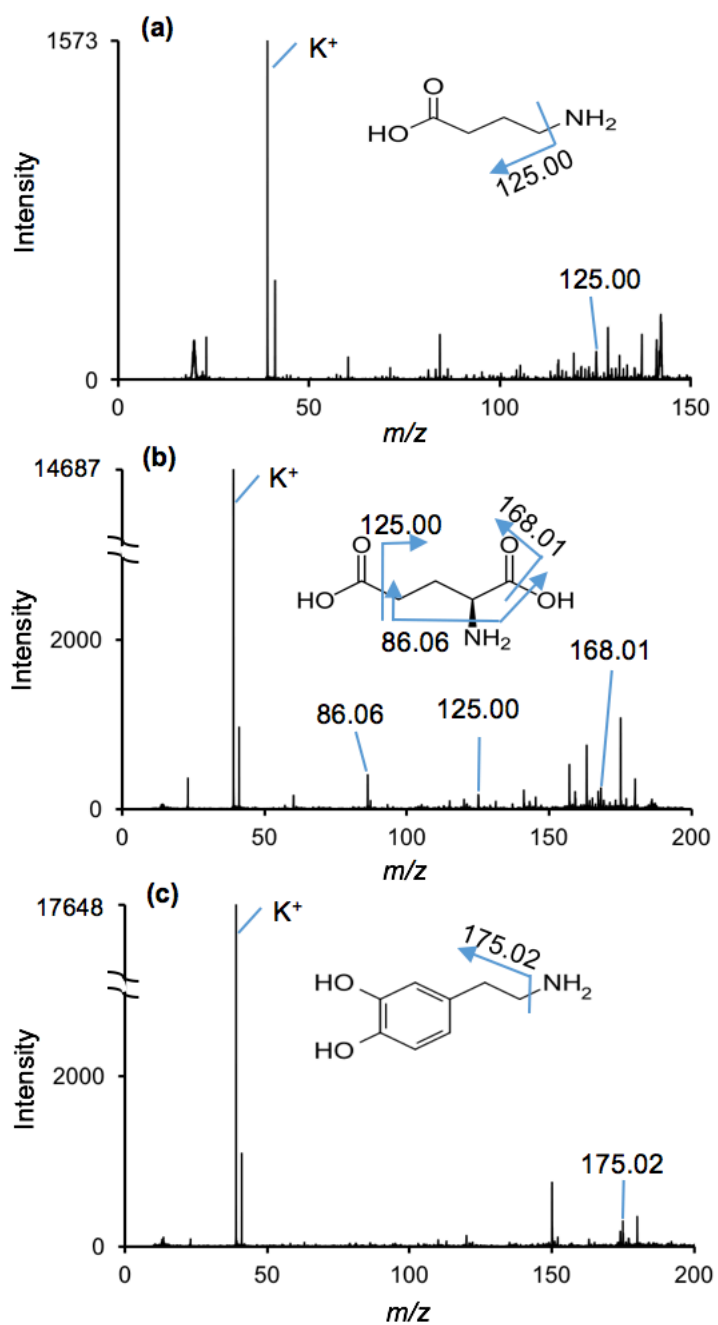 (a)
1573
K⁺
O
HO
NH₂
125.00
125.00
Intensity
0
0
50
100
150
m/z
(b)
14687
K⁺
125.00
168.01
O
O
HO
OH
NH₂
86.06
2000
168.01
86.06
125.00
Intensity
0
0
50
100
150
200
m/z
(c)
17648
K⁺
175.02
HO
NH₂
HO
2000
175.02
Intensity
0
0
50
100
150
200
m/z